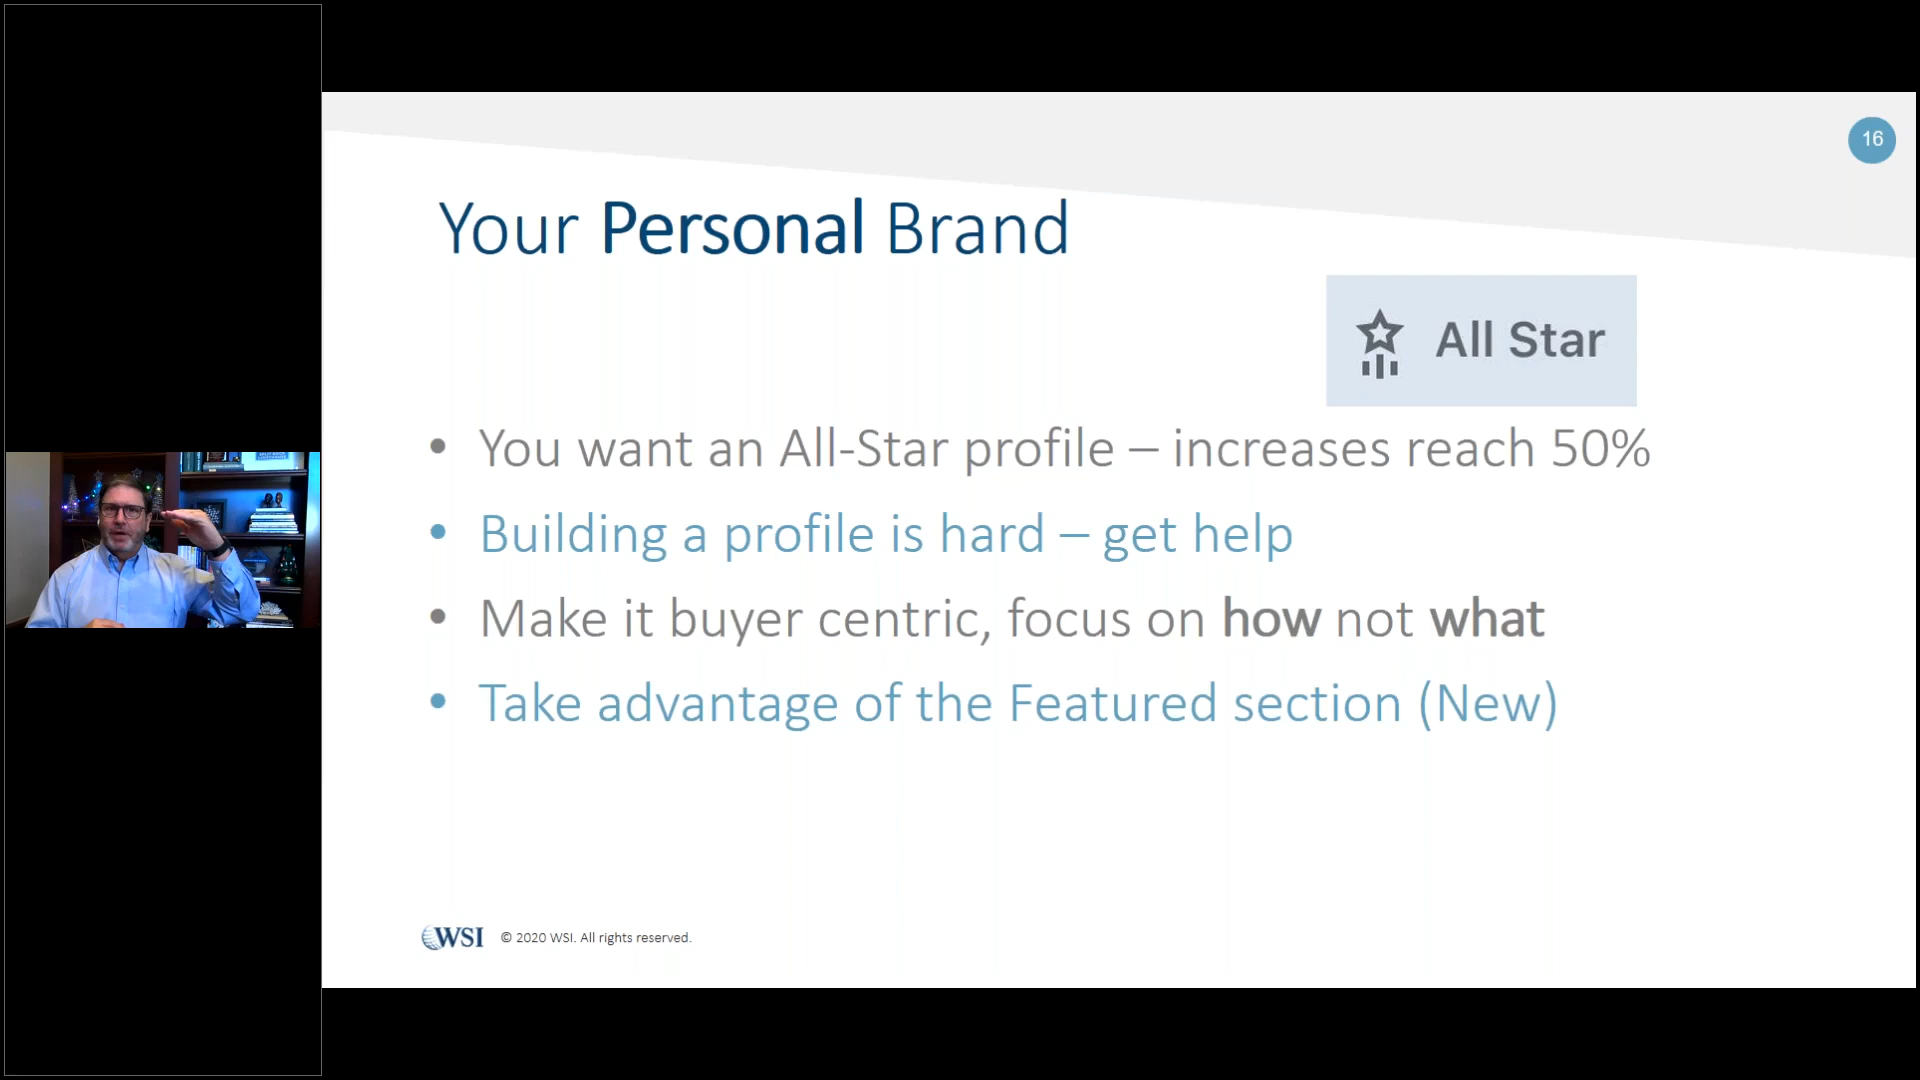 16
Your Personal Brand
All Star
• You want an All-Star profile – increases reach 50%
• Building a profile is hard – get help
• Make it buyer centric, focus on how not what
• Take advantage of the Featured section (New)
WSI © 2020 WSI. All rights reserved.